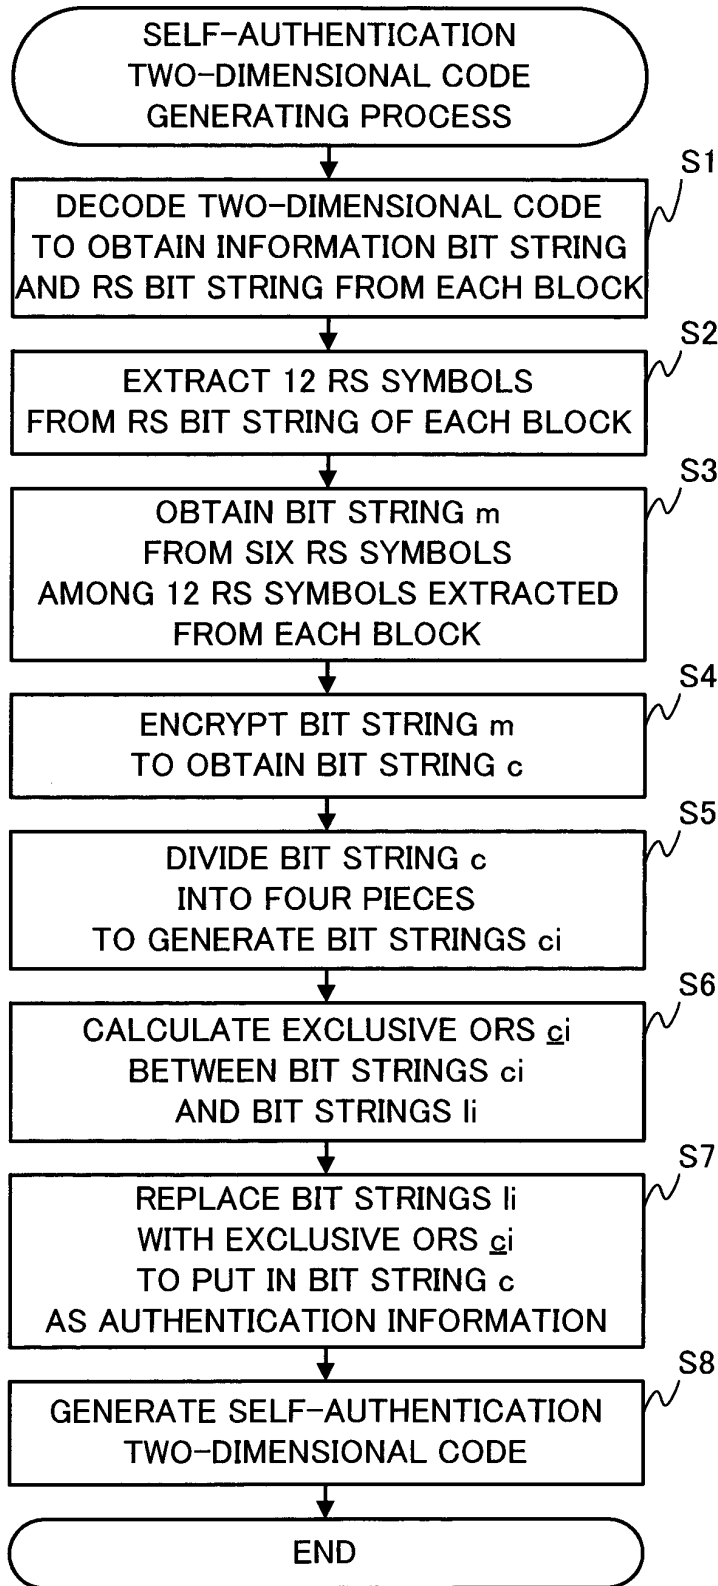 SELF-AUTHENTICATION
TWO-DIMENSIONAL CODE
GENERATING PROCESS
S1
DECODE TWO-DIMENSIONAL CODE
TO OBTAIN INFORMATION BIT STRING
AND RS BIT STRING FROM EACH BLOCK
S2
EXTRACT 12 RS SYMBOLS
FROM RS BIT STRING OF EACH BLOCK
S3
OBTAIN BIT STRING m
FROM SIX RS SYMBOLS
AMONG 12 RS SYMBOLS EXTRACTED
FROM EACH BLOCK
S4
ENCRYPT BIT STRING m
TO OBTAIN BIT STRING c
S5
DIVIDE BIT STRING c
INTO FOUR PIECES
TO GENERATE BIT STRINGS ci
S6
CALCULATE EXCLUSIVE ORS ci
BETWEEN BIT STRINGS ci
AND BIT STRINGS li
S7
REPLACE BIT STRINGS li
WITH EXCLUSIVE ORS ci
TO PUT IN BIT STRING c
AS AUTHENTICATION INFORMATION
S8
GENERATE SELF-AUTHENTICATION
TWO-DIMENSIONAL CODE
END